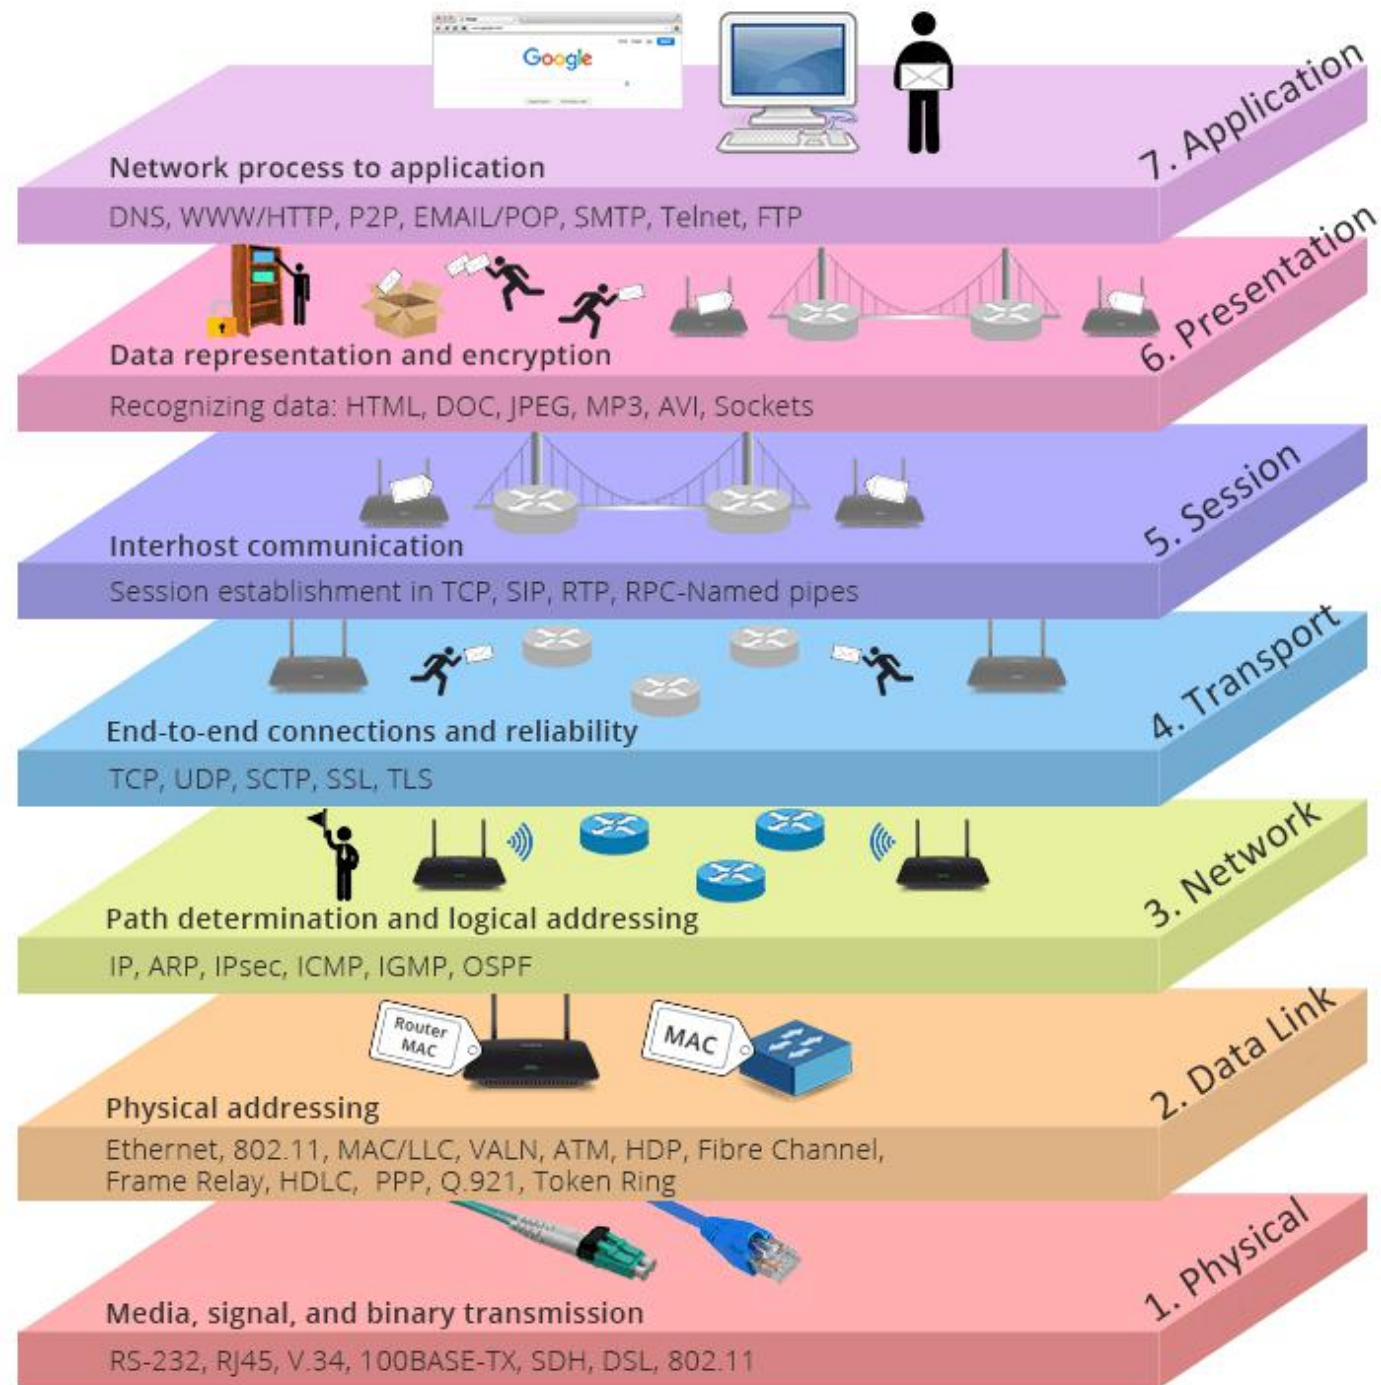 Google
7. Application
Network process to application
DNS, WWW/HTTP, P2P, EMAIL/POP, SMTP, Telnet, FTP
6. Presentation
Data representation and encryption
Recognizing data: HTML, DOC, JPEG, MP3, AVI, Sockets
5. Session
Interhost communication
Session establishment in TCP, SIP, RTP, RPC-Named pipes
4. Transport
End-to-end connections and reliability
TCP, UDP, SCTP, SSL, TLS
3. Network
Path determination and logical addressing
IP, ARP, IPsec, ICMP, IGMP, OSPF
2. Data Link
Router
MAC
MAC
Physical addressing
Ethernet, 802.11, MAC/LLC, VALN, ATM, HDP, Fibre Channel,
Frame Relay, HDLC, PPP, Q.921, Token Ring
1. Physical
Media, signal, and binary transmission
RS-232, RJ45, V.34, 100BASE-TX, SDH, DSL, 802.11